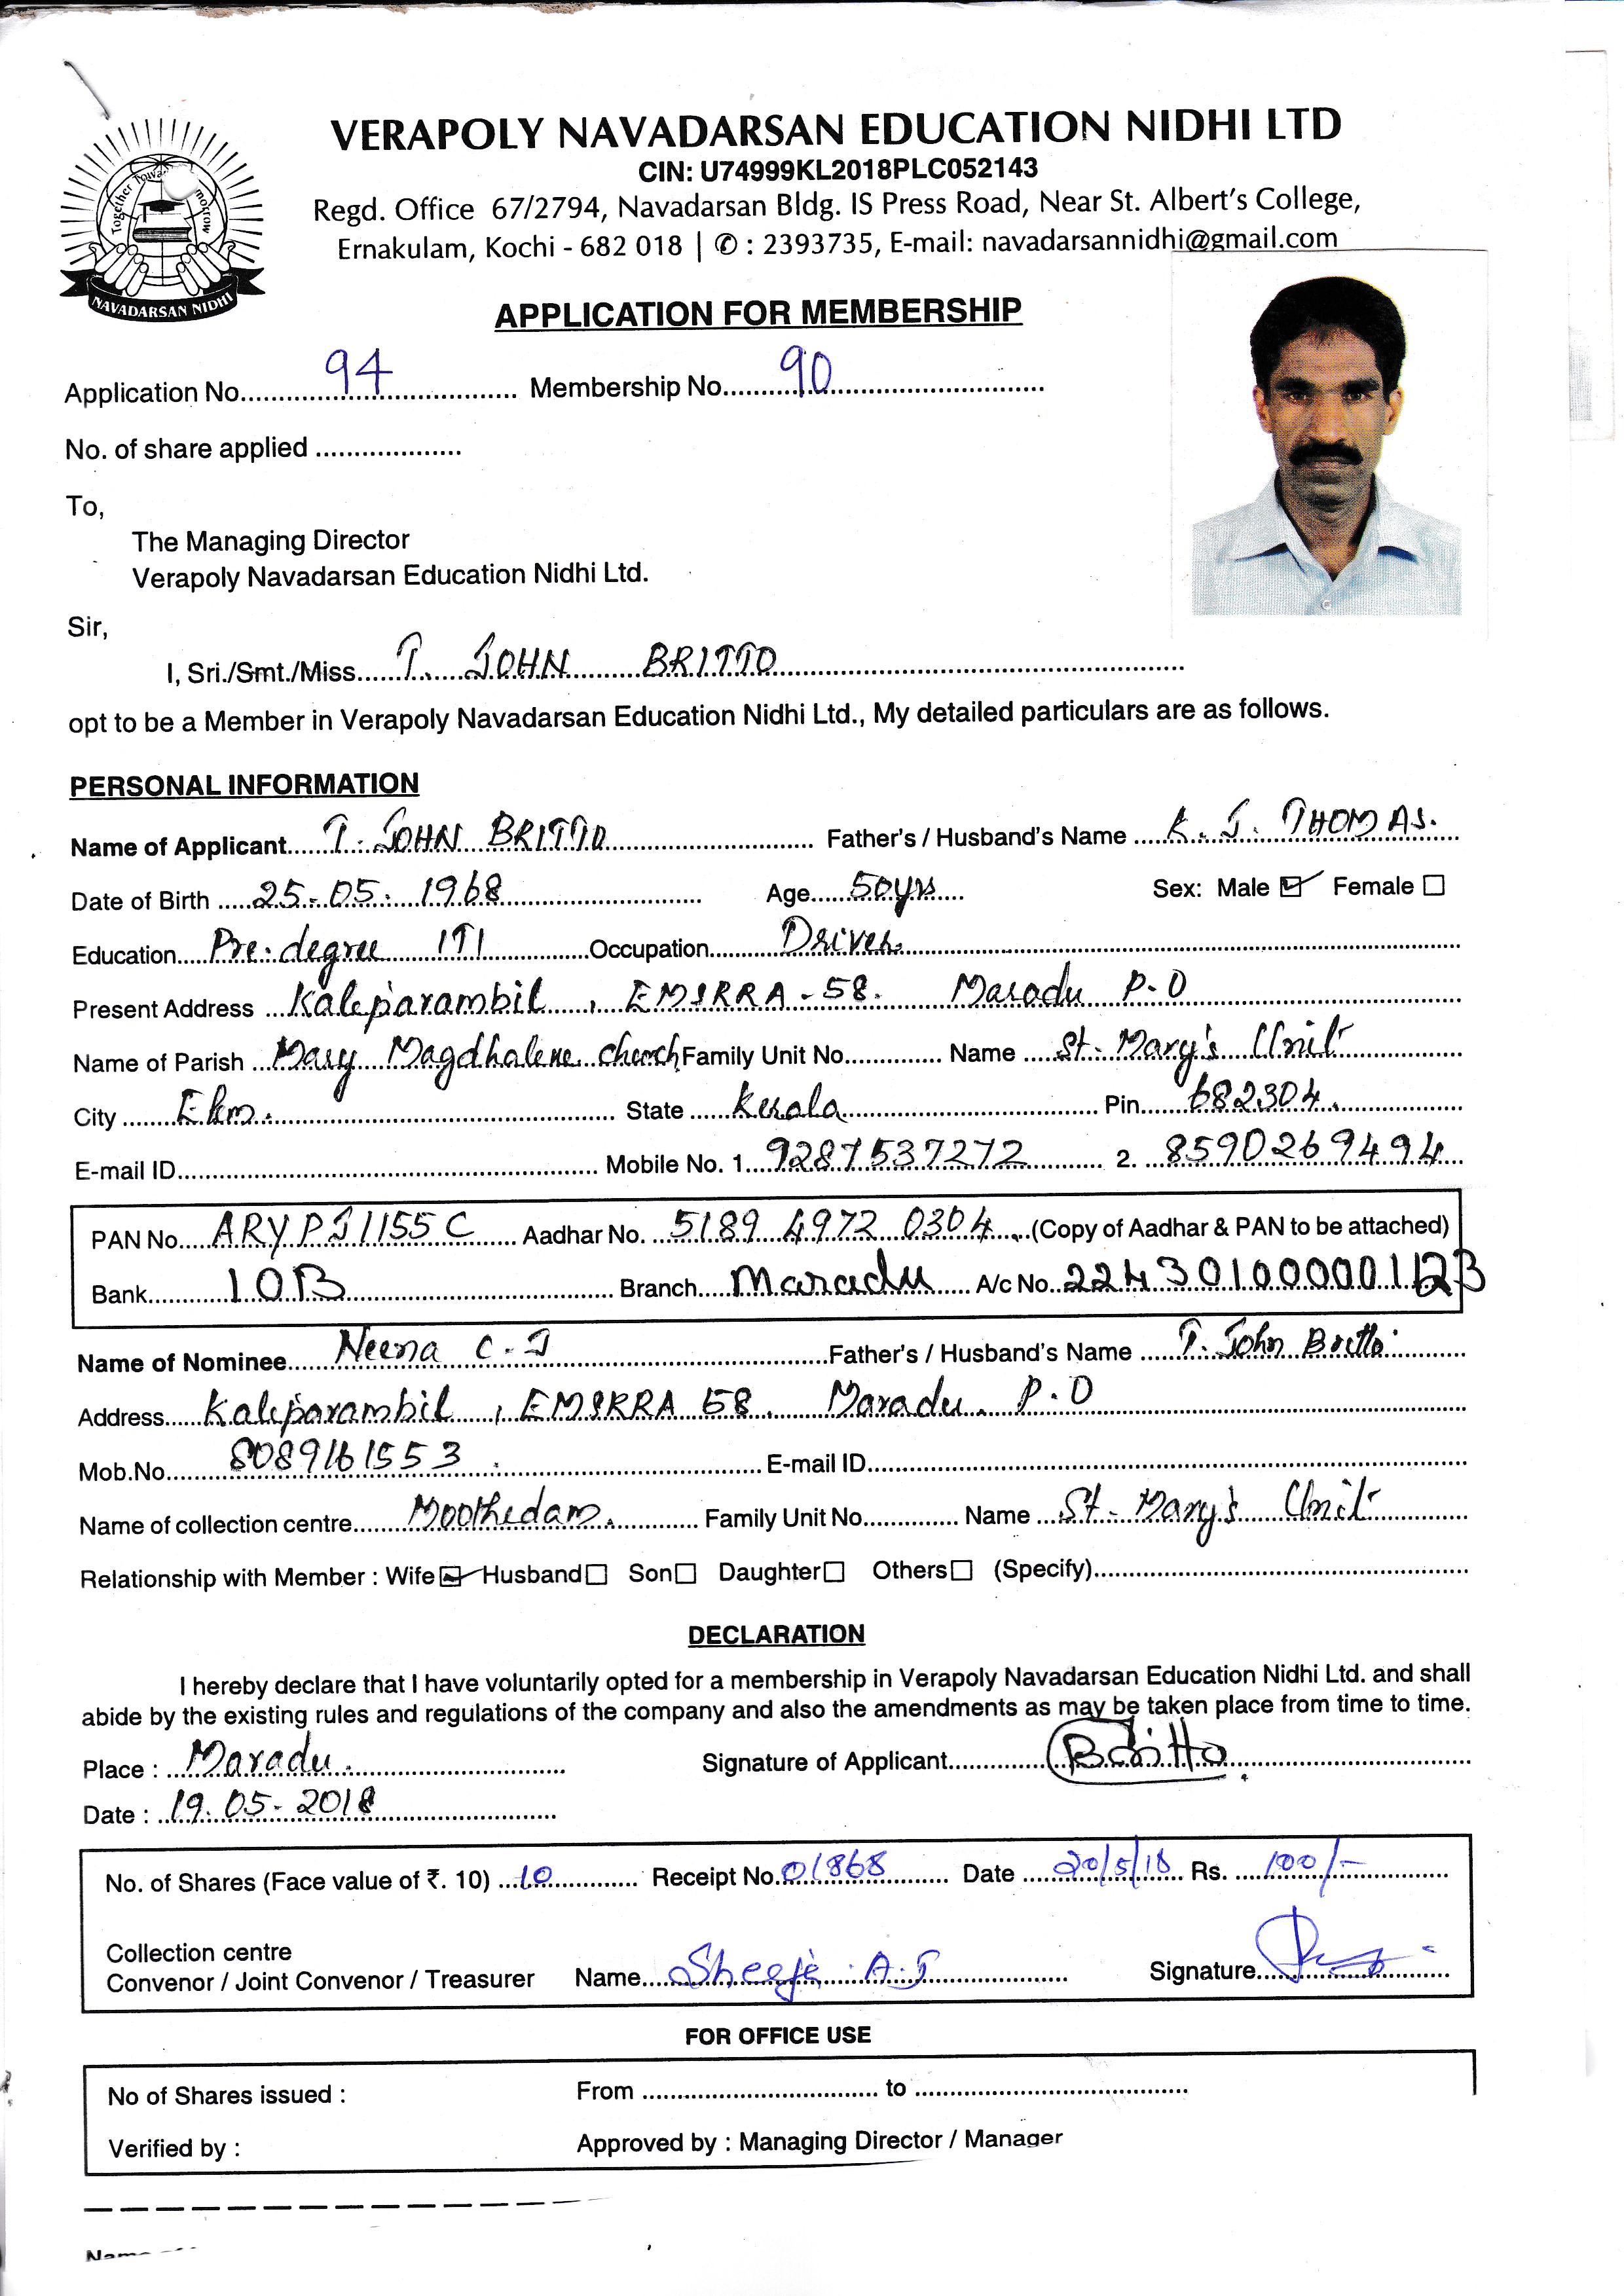 VERAPOLY NAVADARSAN EDUCATION NIDHI LTD
CIN: U74999KL2018PLC052143
Regd. Office 67/2794, Navadarsan Bldg. IS Press Road, Near St. Albert's College,
Ernakulam, Kochi - 682 018 | ✆ : 2393735, E-mail: navadarsannidhi@gmail.com
Together
NAVADARSAN NIDHI
APPLICATION FOR MEMBERSHIP
Application No. 94 Membership No. 90
No. of share applied
To,
The Managing Director
Verapoly Navadarsan Education Nidhi Ltd.
Sir,
I, Sri./Smt./Miss T. JOHN BRITTO
opt to be a Member in Verapoly Navadarsan Education Nidhi Ltd., My detailed particulars are as follows.
PERSONAL INFORMATION
Name of Applicant T. JOHN BRITTO Father's / Husband's Name K. J. THOMAS.
Date of Birth 25-05-1968 Age 50yrs Sex: Male ☑ Female ☐
Education Pre-degree ITI Occupation Driver.
Present Address Kaleparambil, EMSRRA-58. Maradu P.O
Name of Parish Mary Magdhalene church Family Unit No. Name St. Mary's Unit
City Ekm. State Kerala Pin 682304.
E-mail ID Mobile No. 1. 9287537272 2. 8590269494
PAN No. ARYPJ1155C Aadhar No. 5189 4972 0304 (Copy of Aadhar & PAN to be attached)
Bank IOB Branch Maradu A/c No.
Name of Nominee Neena C.J Father's / Husband's Name T. John Britto
Address Kaleparambil, 58. Maradu. P.O
Mob.No. 8089161553 E-mail ID
Name of collection centre Moothedam. Family Unit No. Name St. Mary's Unit
Relationship with Member : Wife ☑ Husband ☐ Son ☐ Daughter ☐ Others ☐ (Specify)
DECLARATION
I hereby declare that I have voluntarily opted for a membership in Verapoly Navadarsan Education Nidhi Ltd. and shall
abide by the existing rules and regulations of the company and also the amendments as may be taken place from time to time.
Place : Maradu. Signature of Applicant Britto
Date : 19.05-2018
No. of Shares (Face value of ₹. 10) 10 Receipt No. 01868 Date 20/5/18 Rs. 100/-
Collection centre
Convenor / Joint Convenor / Treasurer Name Sheeja A.J Signature
FOR OFFICE USE
No of Shares issued : From to
Verified by : Approved by : Managing Director / Manager